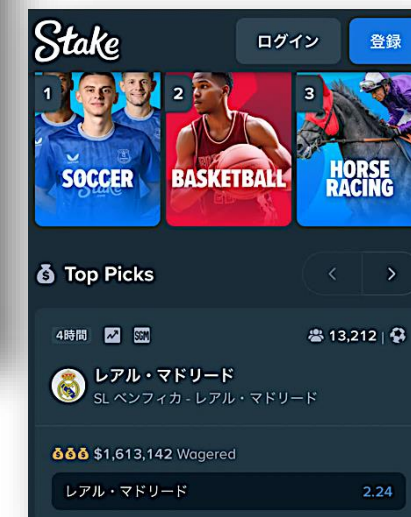 Stake
ログイン
登録
1
2
3
SOCCER
BASKETBALL
HORSE
RACING
Top Picks
4時間 SGM 13,212 |
レアル・マドリード
SL ベンフィカ - レアル・マドリード
$1,613,142 Wagered
レアル・マドリード 2.24